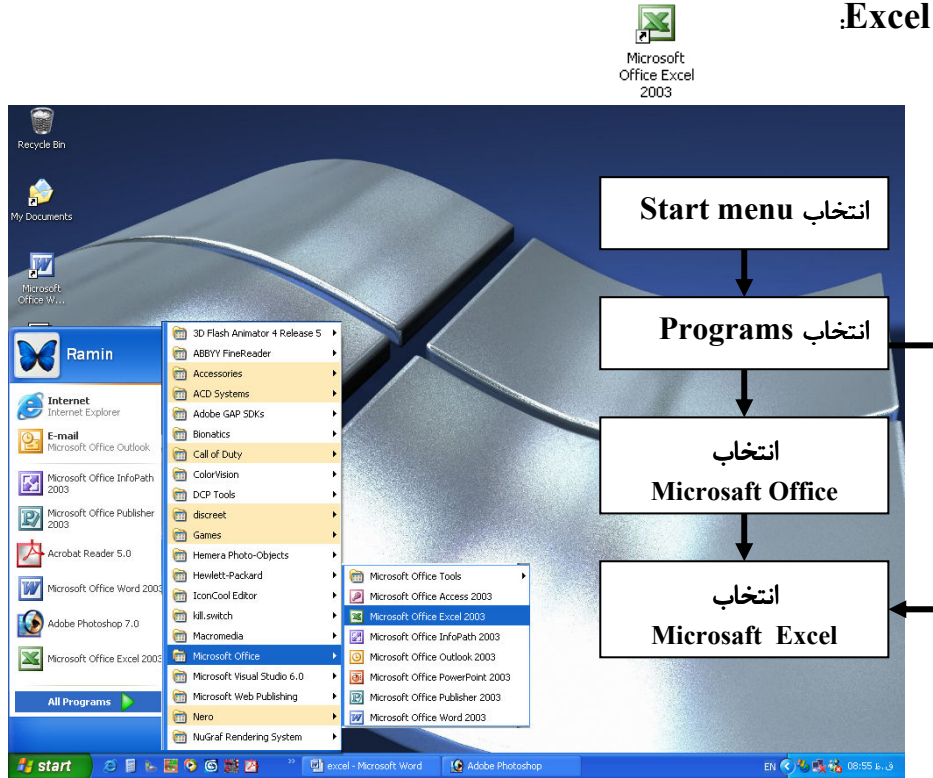 Excel:
Microsoft
Office Excel
2003
Recycle Bin
My Documents
Microsoft
Office W...
انتخاب Start menu
انتخاب Programs
انتخاب
Microsaft Office
انتخاب
Microsaft Excel
Ramin
Internet
Internet Explorer
E-mail
Microsoft Office Outlook
Microsoft Office InfoPath
2003
Microsoft Office Publisher
2003
Acrobat Reader 5.0
Microsoft Office Word 2003
Adobe Photoshop 7.0
Microsoft Office Excel 2003
All Programs
3D Flash Animator 4 Release 5
ABBYY FineReader
Accessories
ACD Systems
Adobe GAP SDKs
Bionatics
Call of Duty
ColorVision
DCP Tools
discreet
Games
Hemera Photo-Objects
Hewlett-Packard
IconCool Editor
kill.switch
Macromedia
Microsoft Office
Microsoft Visual Studio 6.0
Microsoft Web Publishing
Nero
NuGraf Rendering System
Microsoft Office Tools
Microsoft Office Access 2003
Microsoft Office Excel 2003
Microsoft Office InfoPath 2003
Microsoft Office Outlook 2003
Microsoft Office PowerPoint 2003
Microsoft Office Publisher 2003
Microsoft Office Word 2003
start
excel - Microsoft Word
Adobe Photoshop
EN
08:55 ق.ظ